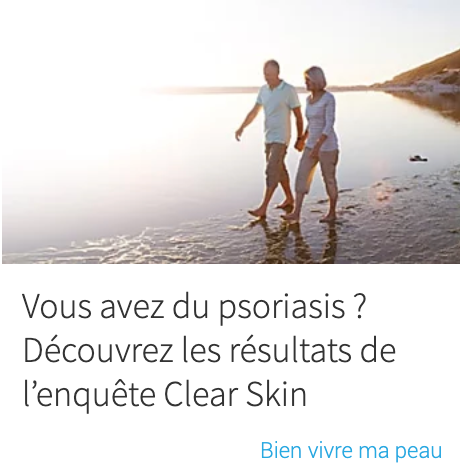 Vous avez du psoriasis ?
Découvrez les résultats de
l’enquête Clear Skin
Bien vivre ma peau